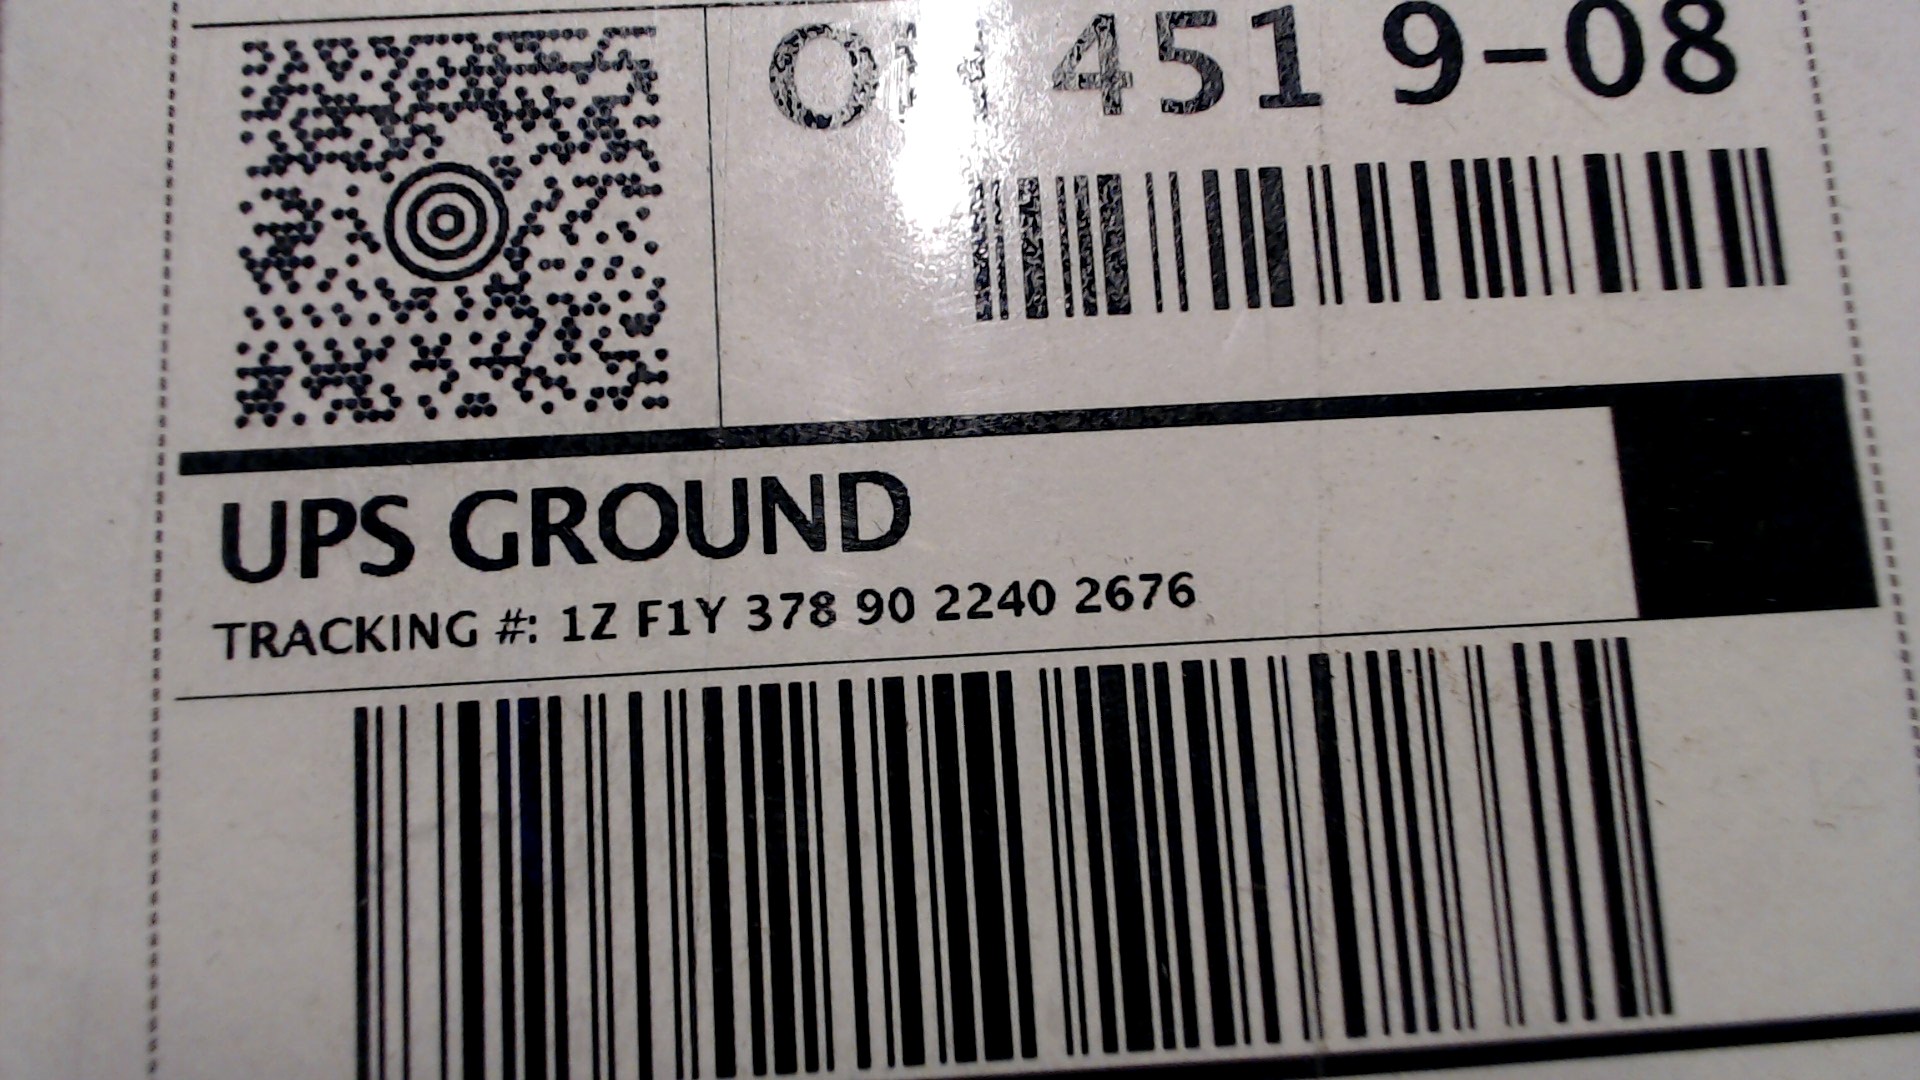 451 9-08
UPS GROUND
TRACKING #: 1Z F1Y 378 90 2240 2676